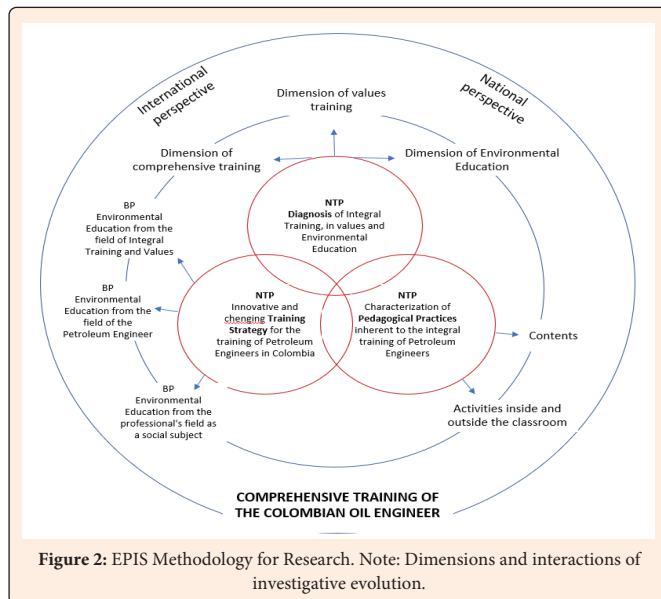 International
perspective
National
perspective
Dimension of values
training
Dimension of
comprehensive training
Dimension of Environmental
Education
NTP
Diagnosis of Integral
Training, in values and
Environmental
Education
BP
Environmental
Education from the
field of Integral
Training and Values
BP
Environmental
Education from the
field of the
Petroleum Engineer
BP
Environmental
Education from the
professional's field as
a social subject
NTP
Innovative and
chenging Training
Strategy for the
training of Petroleum
Engineers in Colombia
NTP
Characterization of
Pedagogical Practices
inherent to the integral
training of Petroleum
Engineers
Contents
Activities inside and
outside the classroom
COMPREHENSIVE TRAINING OF
THE COLOMBIAN OIL ENGINEER
Figure 2: EPIS Methodology for Research. Note: Dimensions and interactions of
investigative evolution.